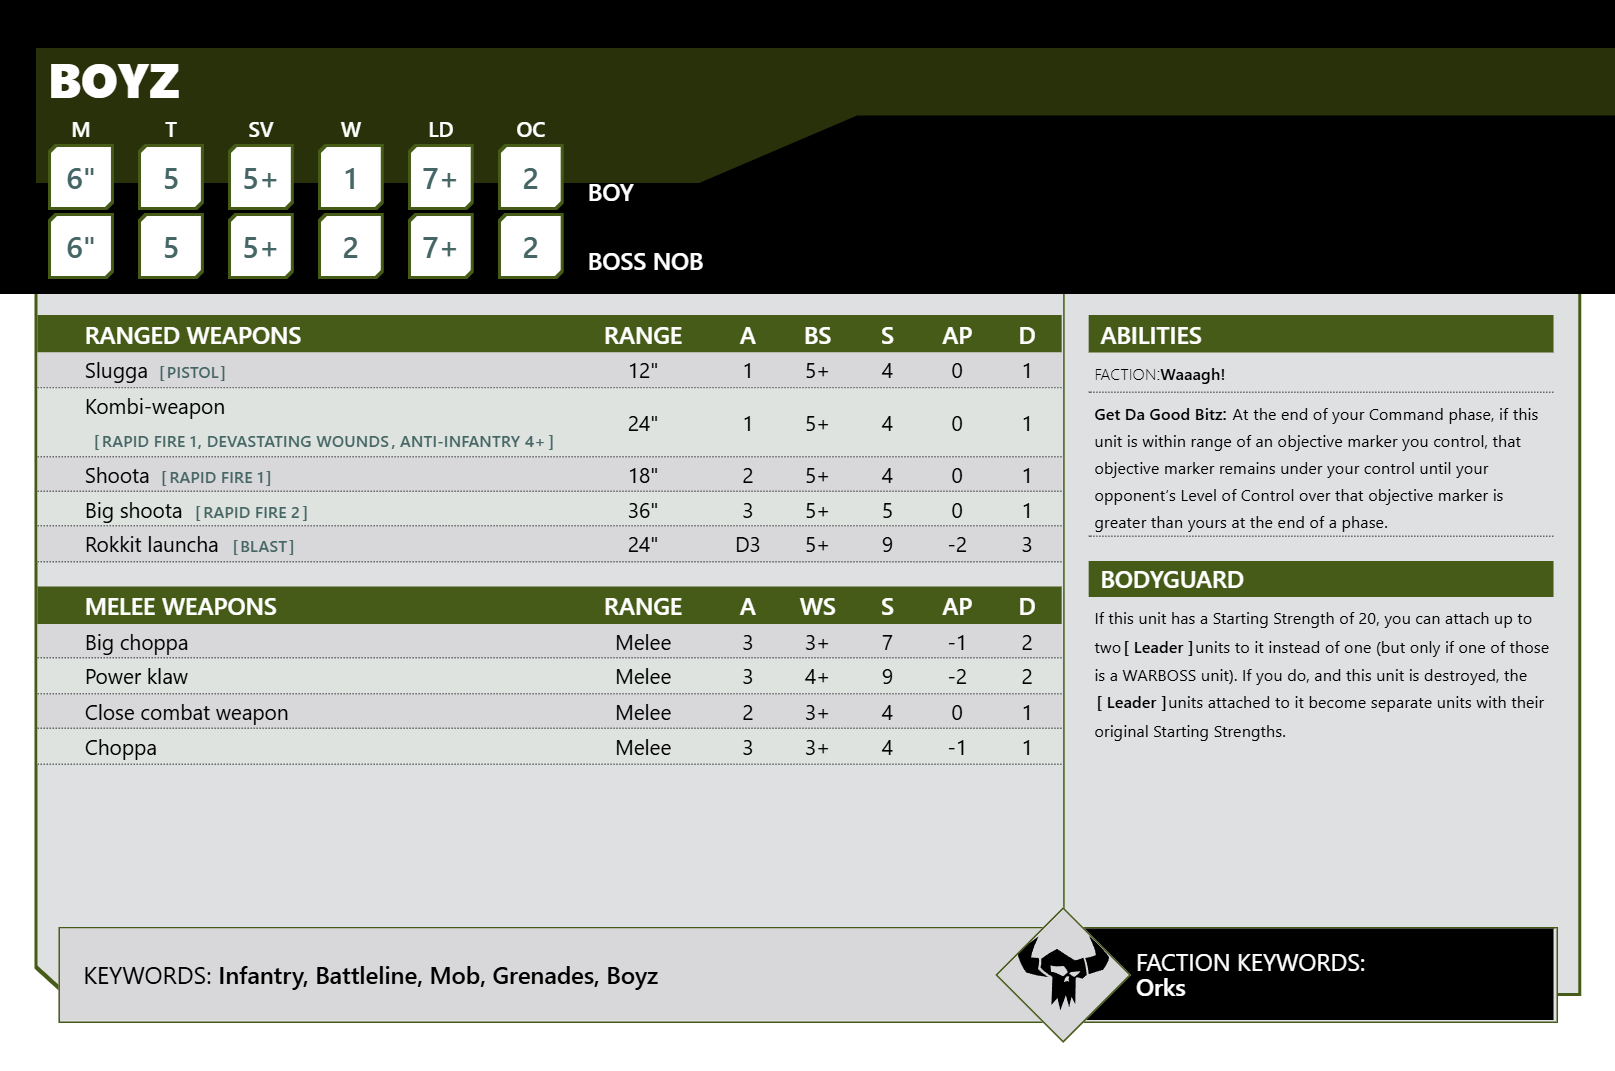 BOYZ
M T SV W LD OC
6" 5 5+ 1 7+ 2 BOY
6" 5 5+ 2 7+ 2 BOSS NOB
RANGED WEAPONS RANGE A BS S AP D
Slugga [PISTOL] 12" 1 5+ 4 0 1
Kombi-weapon
[RAPID FIRE 1, DEVASTATING WOUNDS, ANTI-INFANTRY 4+] 24" 1 5+ 4 0 1
Shoota [RAPID FIRE 1] 18" 2 5+ 4 0 1
Big shoota [RAPID FIRE 2] 36" 3 5+ 5 0 1
Rokkit launcha [BLAST] 24" D3 5+ 9 -2 3
MELEE WEAPONS RANGE A WS S AP D
Big choppa Melee 3 3+ 7 -1 2
Power klaw Melee 3 4+ 9 -2 2
Close combat weapon Melee 2 3+ 4 0 1
Choppa Melee 3 3+ 4 -1 1
ABILITIES
FACTION:Waaagh!
Get Da Good Bitz: At the end of your Command phase, if this
unit is within range of an objective marker you control, that
objective marker remains under your control until your
opponent’s Level of Control over that objective marker is
greater than yours at the end of a phase.
BODYGUARD
If this unit has a Starting Strength of 20, you can attach up to
two [ Leader ]units to it instead of one (but only if one of those
is a WARBOSS unit). If you do, and this unit is destroyed, the
[ Leader ]units attached to it become separate units with their
original Starting Strengths.
KEYWORDS: Infantry, Battleline, Mob, Grenades, Boyz
FACTION KEYWORDS:
Orks